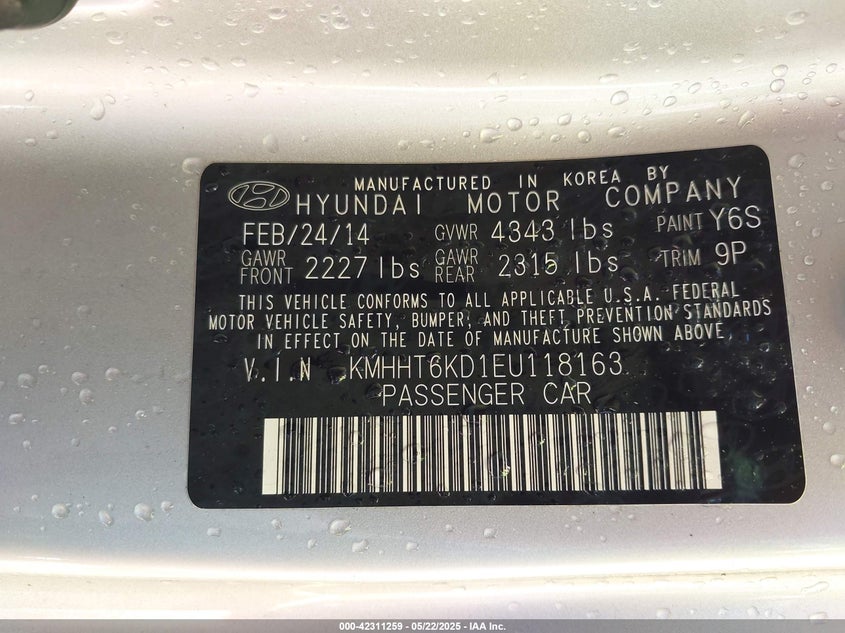 MANUFACTURED IN KOREA BY
HYUNDAI MOTOR COMPANY
FEB/24/14 GVWR 4343 lbs PAINT Y6S
GAWR FRONT 2227 lbs GAWR REAR 2315 lbs TRIM 9P
THIS VEHICLE CONFORMS TO ALL APPLICABLE U.S.A. FEDERAL
MOTOR VEHICLE SAFETY, BUMPER, AND THEFT PREVENTION STANDARDS
IN EFFECT ON THE DATE OF MANUFACTURE SHOWN ABOVE
V.I.N KMHHT6KD1EU118163
PASSENGER CAR
000-42311259 - 05/22/2025 - IAA Inc.